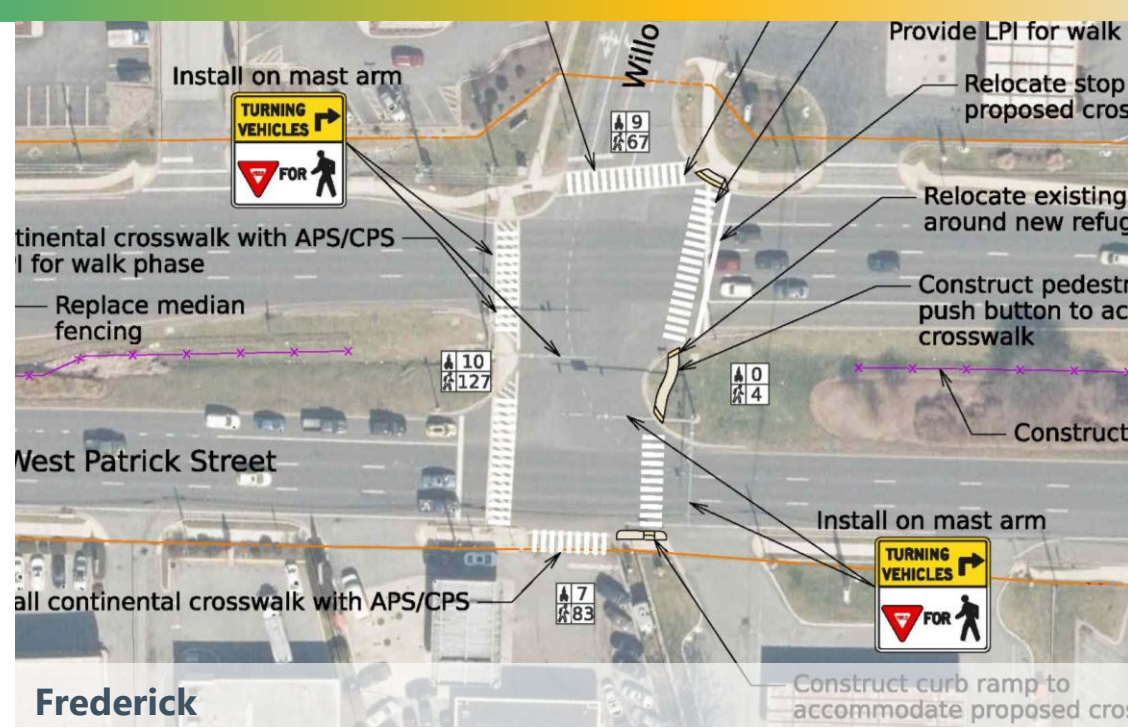 Willo
Provide LPI for walk
Install on mast arm
Relocate stop
proposed cros
TURNING
VEHICLES
FOR
9
67
Relocate existing
around new refug
tinental crosswalk with APS/CPS
I for walk phase
Replace median
fencing
Construct pedestr
push button to ac
crosswalk
10
127
0
4
Construct
West Patrick Street
Install on mast arm
TURNING
VEHICLES
FOR
all continental crosswalk with APS/CPS
7
83
Construct curb ramp to
accommodate proposed cros
Frederick